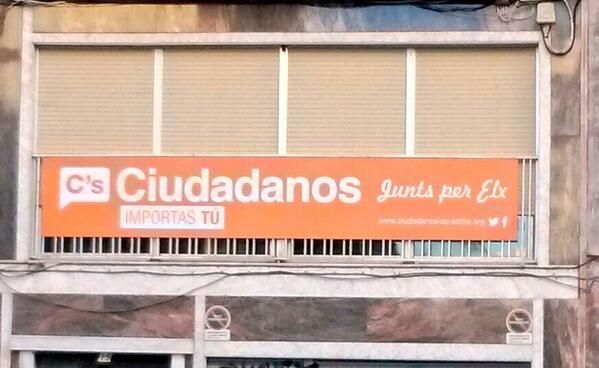 C's Ciudadanos
IMPORTAS TÚ
Junts per Elx
www.ciudadanos-cs-elche.org